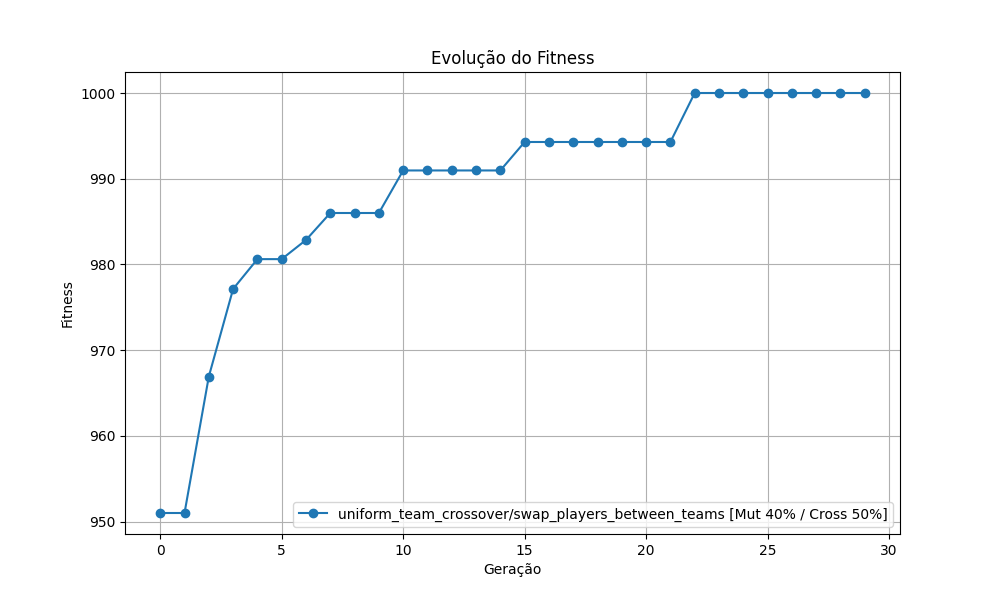 Evolução do Fitness
Fitness
1000
990
980
970
960
950
uniform_team_crossover/swap_players_between_teams [Mut 40% / Cross 50%]
0 5 10 15 20 25 30
Geração